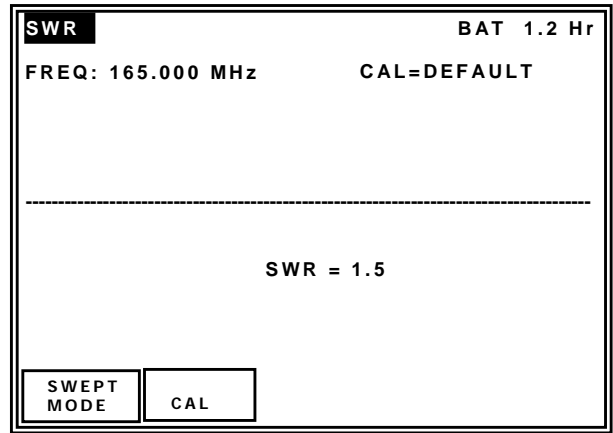 SWR BAT 1.2 Hr
FREQ: 165.000 MHz CAL=DEFAULT
SWR = 1.5
SWEPT
MODE
CAL